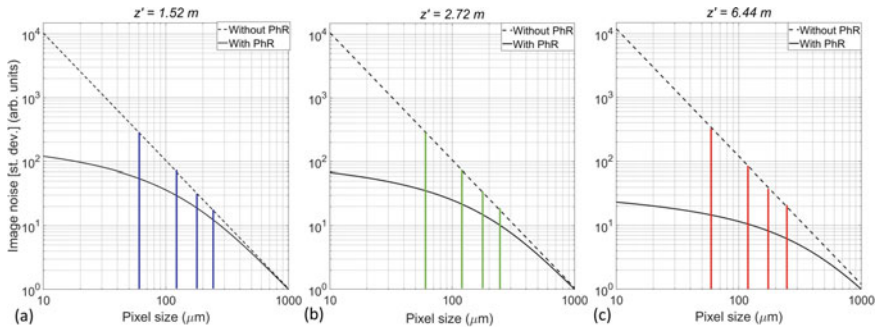 z' = 1.52 m
Without PhR
With PhR
Image noise [st. dev.] (arb. units)
10^4
10^3
10^2
10^1
10^0
10
100
1000
Pixel size (μm)
(a)
z' = 2.72 m
Without PhR
With PhR
10^4
10^3
10^2
10^1
10^0
10
100
1000
Pixel size (μm)
(b)
z' = 6.44 m
Without PhR
With PhR
10^4
10^3
10^2
10^1
10^0
10
100
1000
Pixel size (μm)
(c)